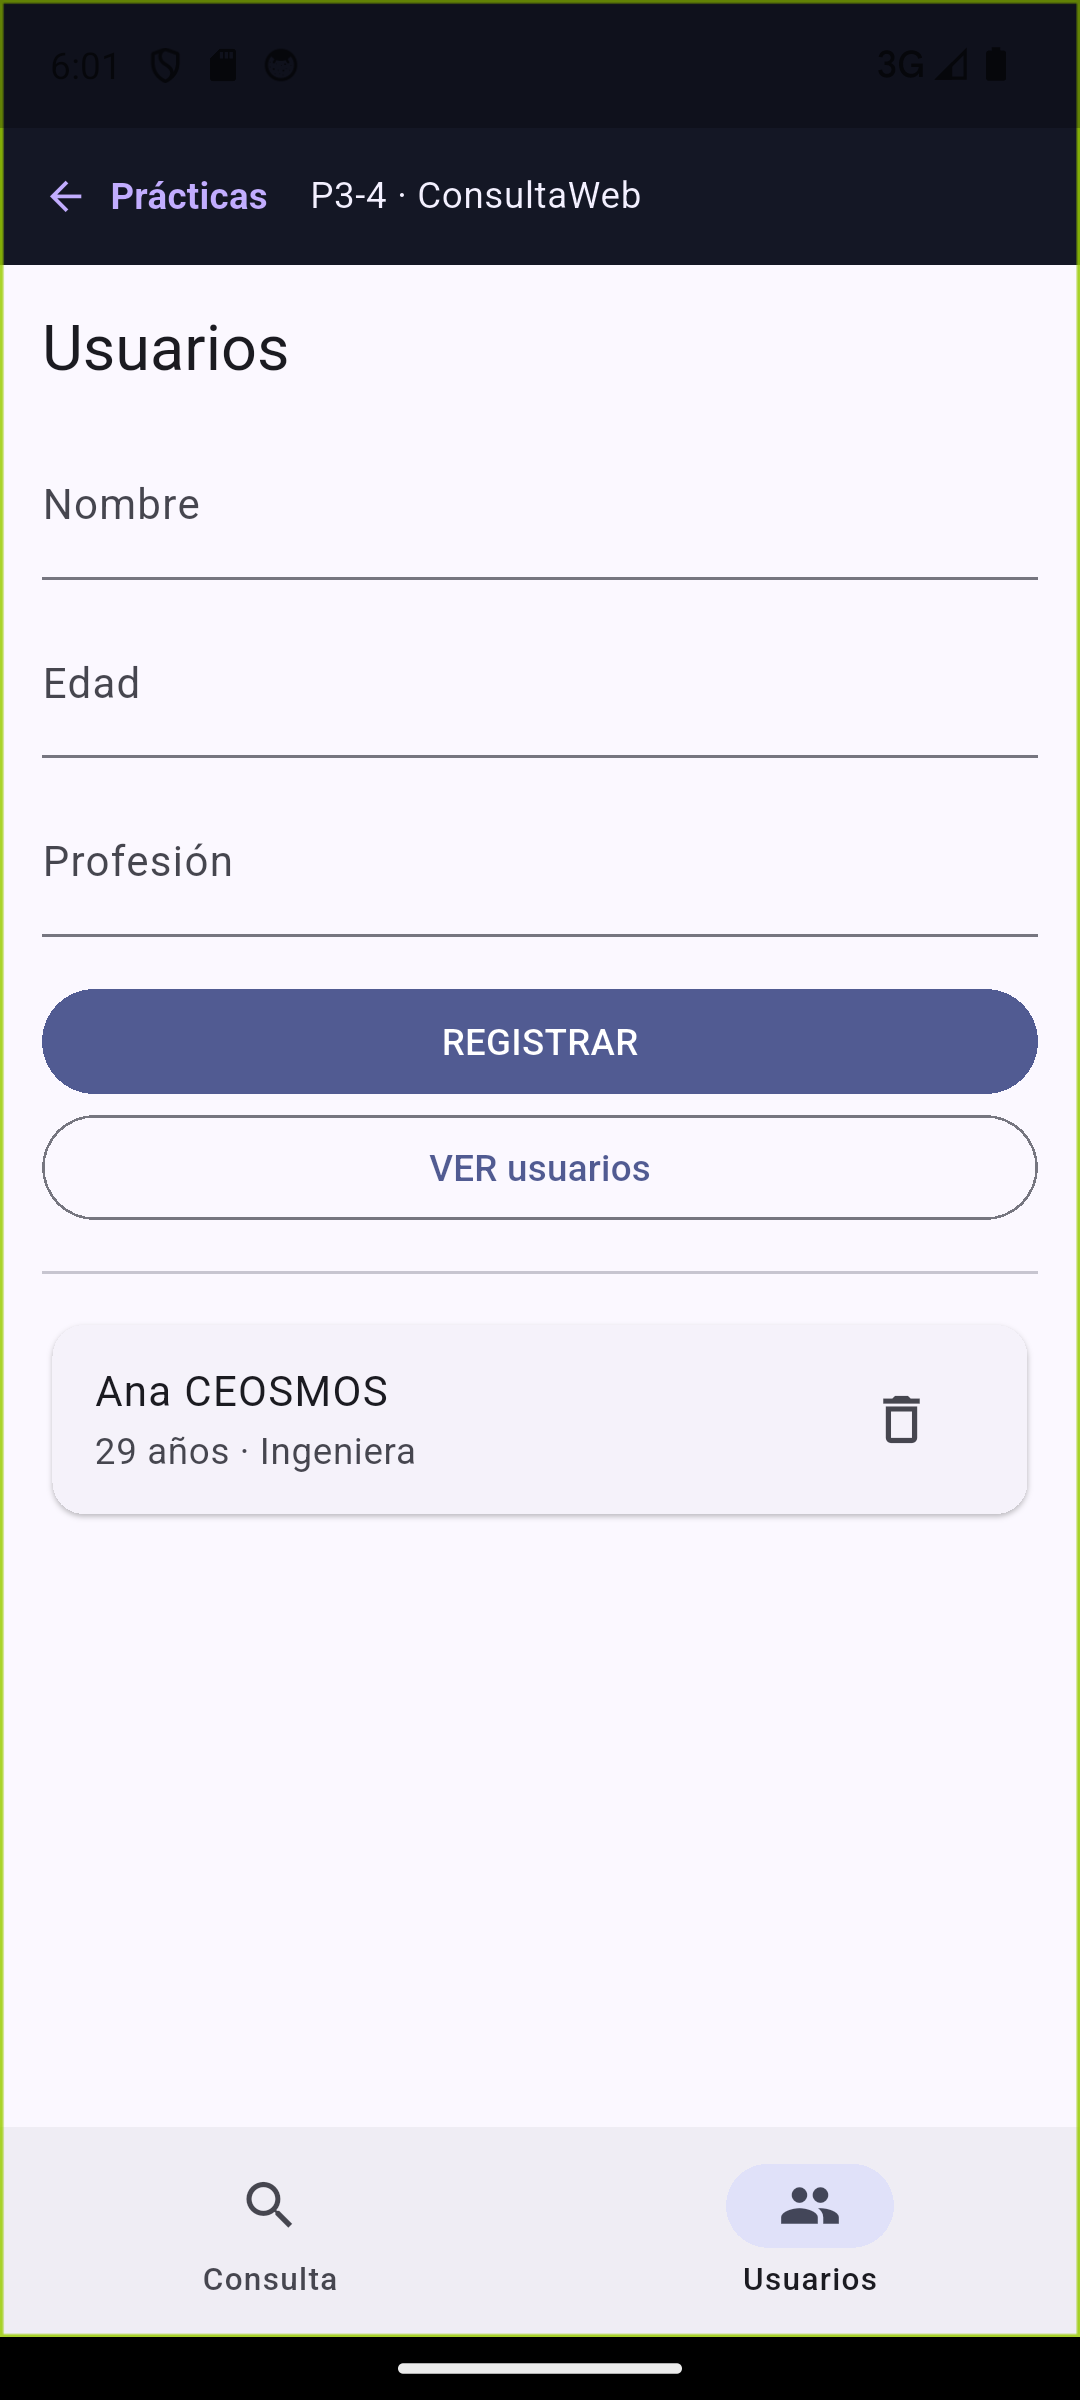 6:01 3G
Prácticas P3-4 · ConsultaWeb
Usuarios
Nombre
Edad
Profesión
REGISTRAR
VER usuarios
Ana CEOSMOS
29 años · Ingeniera
Consulta Usuarios